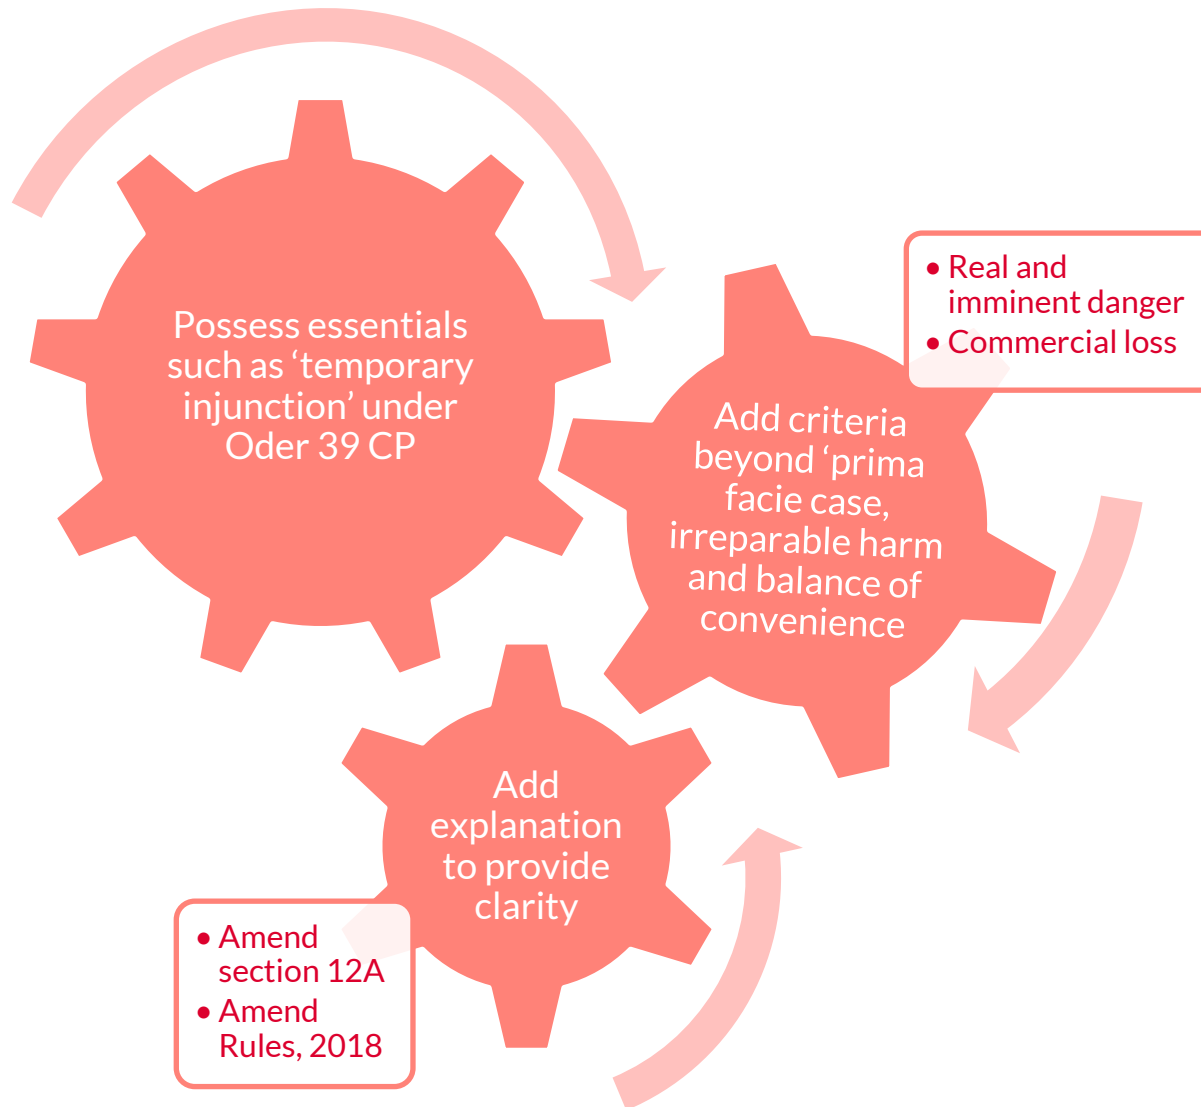 Possess essentials
such as ‘temporary
injunction’ under
Oder 39 CP
• Real and
imminent danger
• Commercial loss
Add criteria
beyond ‘prima
facie case,
irreparable harm
and balance of
convenience
Add
explanation
to provide
clarity
• Amend
section 12A
• Amend
Rules, 2018